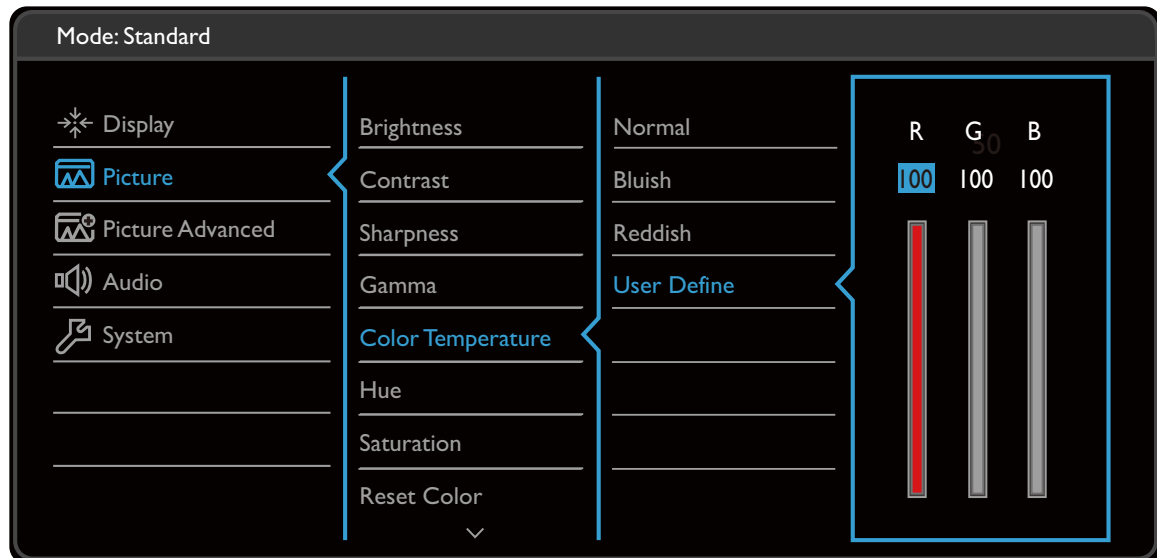 Mode: Standard
Display
Picture
Picture Advanced
Audio
System
Brightness
Contrast
Sharpness
Gamma
Color Temperature
Hue
Saturation
Reset Color
Normal
Bluish
Reddish
User Define
R G B
50
100 100 100